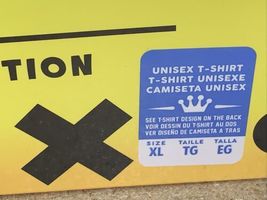 TION
UNISEX T-SHIRT
T-SHIRT UNISEXE
CAMISETA UNISEX
SEE T-SHIRT DESIGN ON THE BACK
VOIR DESSIN DU T-SHIRT AU DOS
VER DISEÑO DE CAMISETA A TRAS
SIZE TAILLE TALLA
XL TG EG